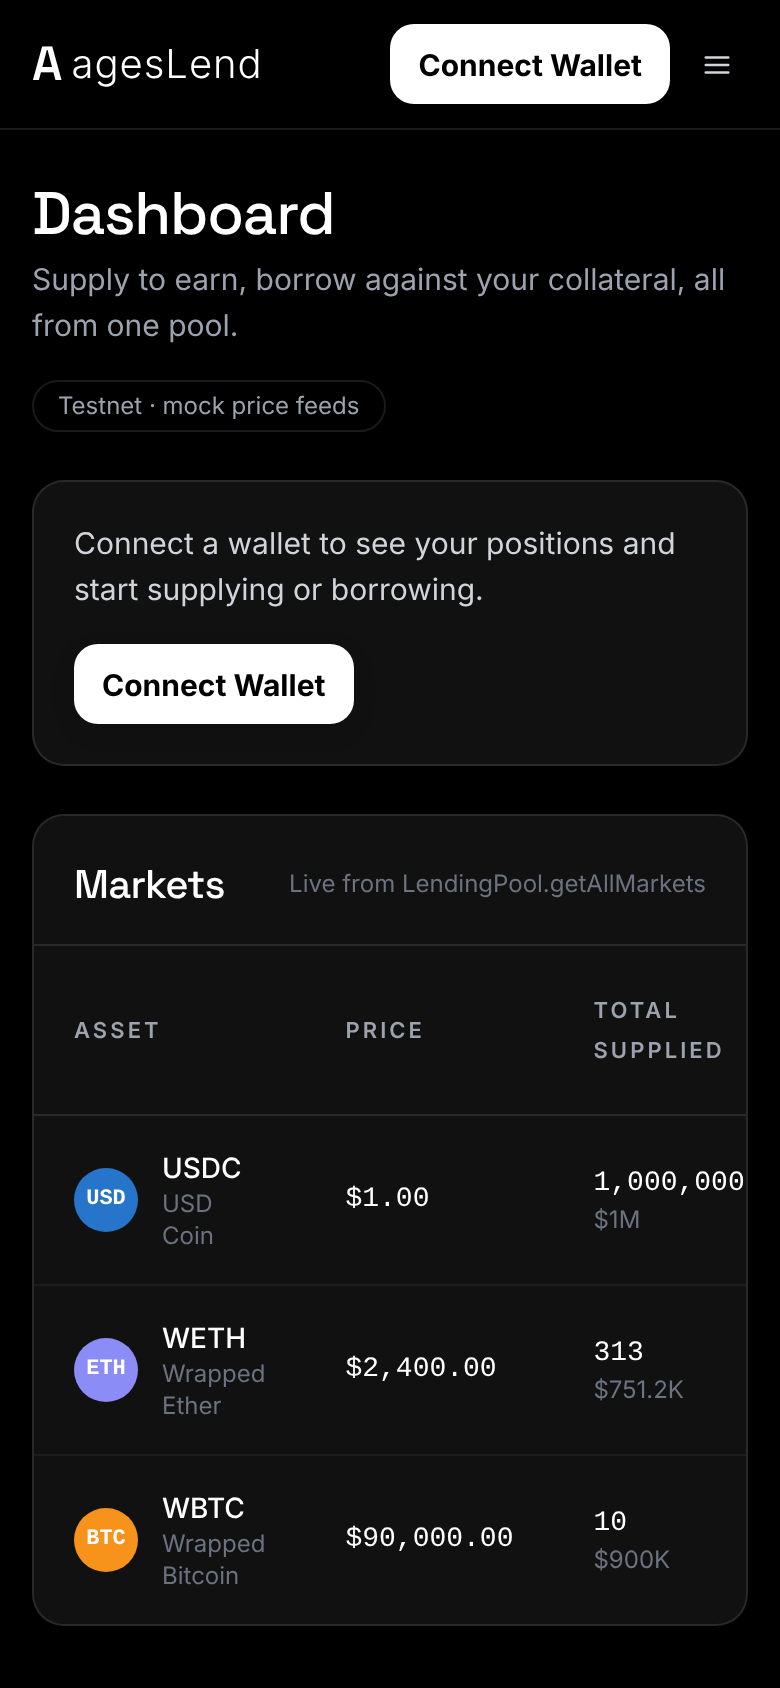 A agesLend
Connect Wallet
Dashboard
Supply to earn, borrow against your collateral, all
from one pool.
Testnet · mock price feeds
Connect a wallet to see your positions and
start supplying or borrowing.
Connect Wallet
Markets
Live from LendingPool.getAllMarkets
ASSET
PRICE
TOTAL
SUPPLIED
USD
USDC
USD
Coin
$1.00
1,000,000
$1M
ETH
WETH
Wrapped
Ether
$2,400.00
313
$751.2K
BTC
WBTC
Wrapped
Bitcoin
$90,000.00
10
$900K